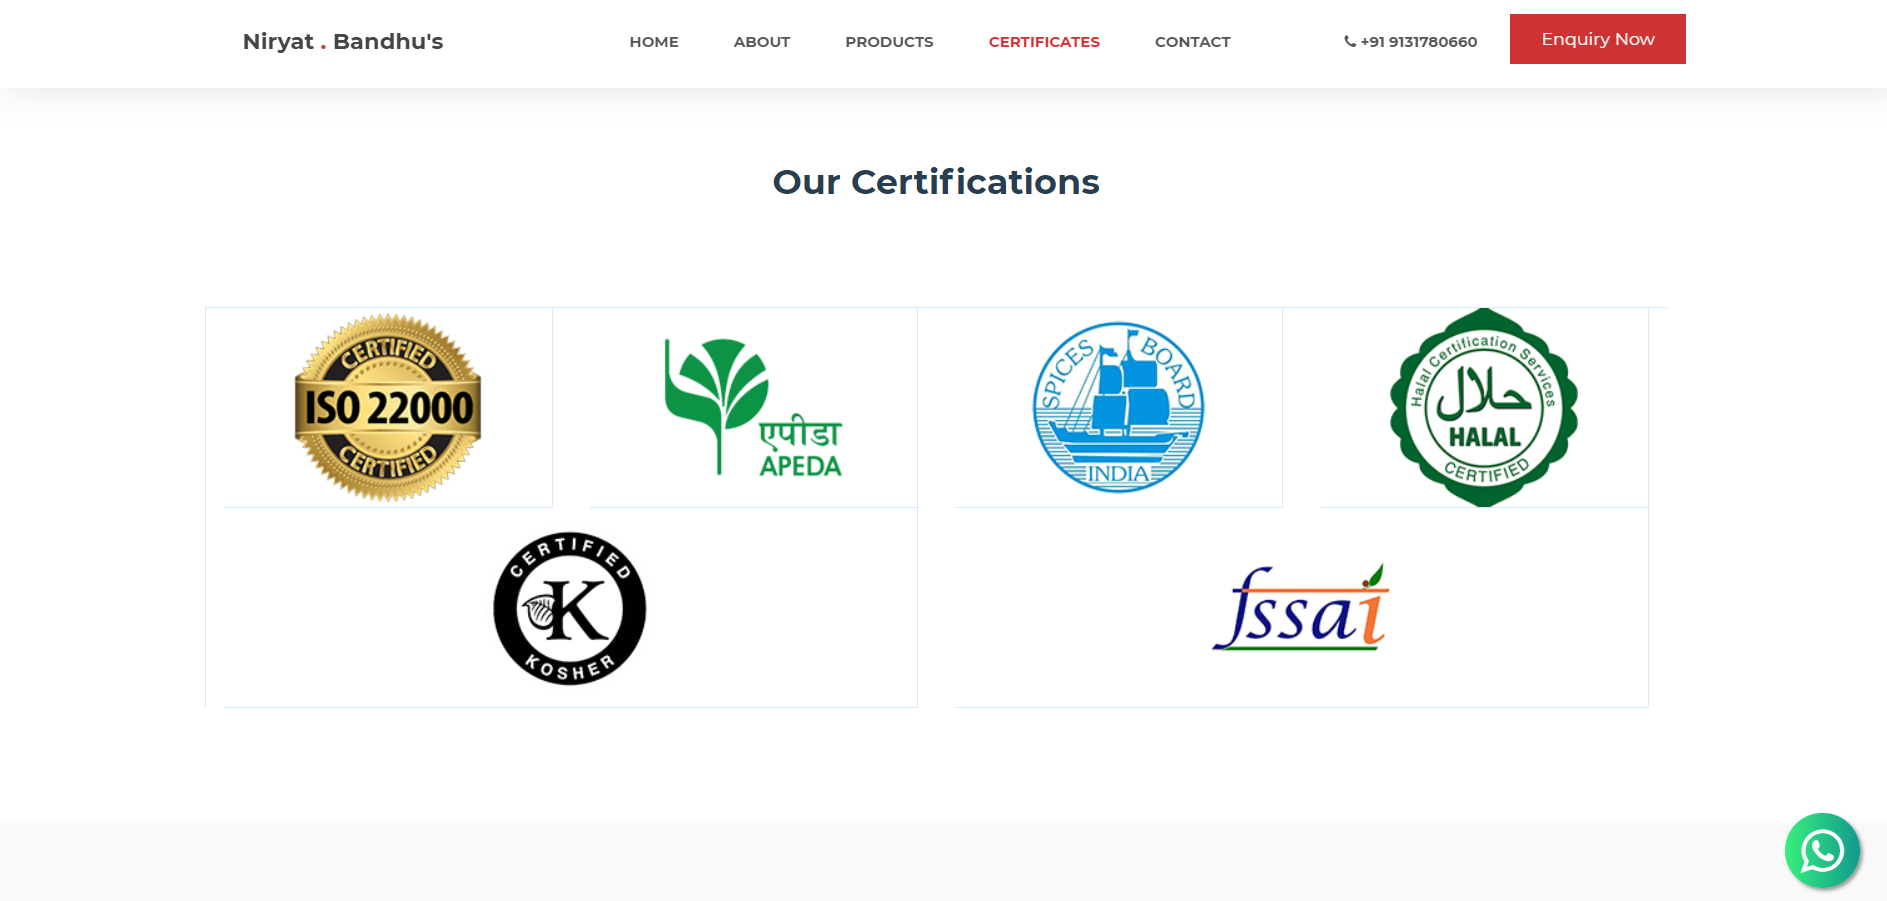 Niryat . Bandhu's
HOME
ABOUT
PRODUCTS
CERTIFICATES
CONTACT
+91 9131780660
Enquiry Now
Our Certifications
CERTIFIED
ISO 22000
CERTIFIED
एपीडा
APEDA
SPICES BOARD
INDIA
Halal Certification Services
حلال
HALAL
CERTIFIED
CERTIFIED
K
KOSHER
fssai